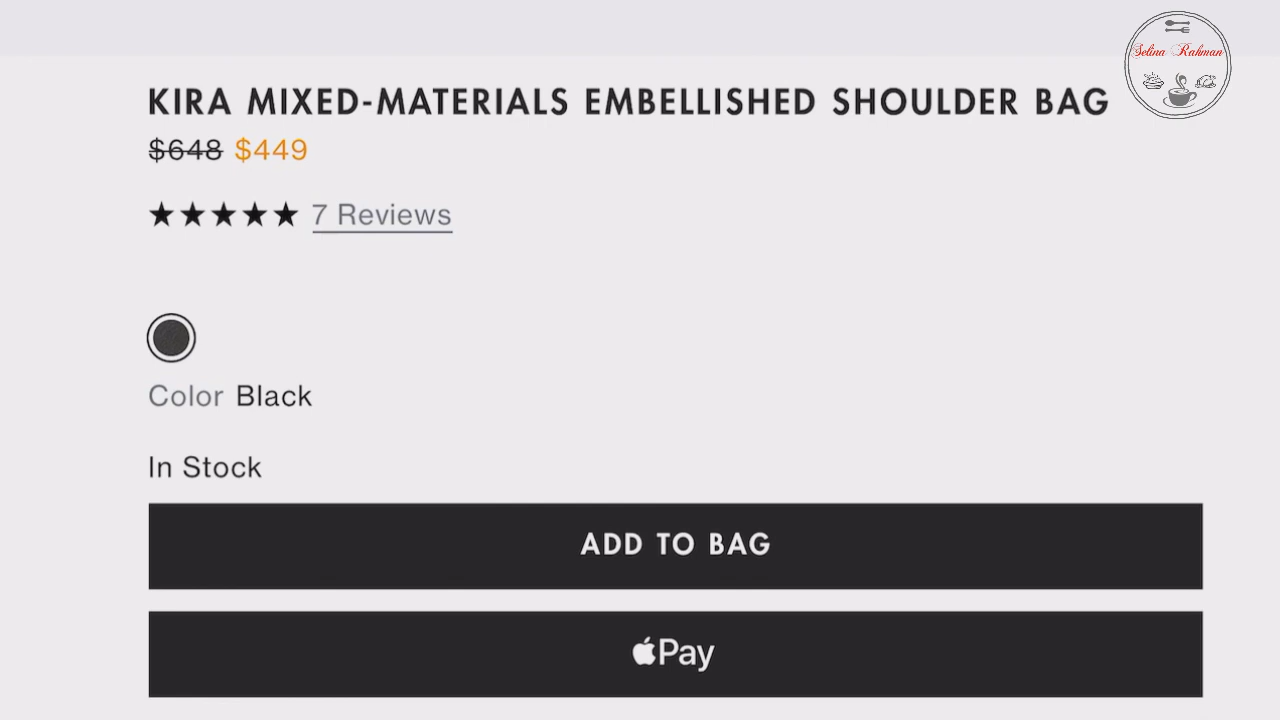 Selina Rahman
KIRA MIXED-MATERIALS EMBELLISHED SHOULDER BAG
$648 $449
★★★★★ 7 Reviews
Color Black
In Stock
ADD TO BAG
Pay